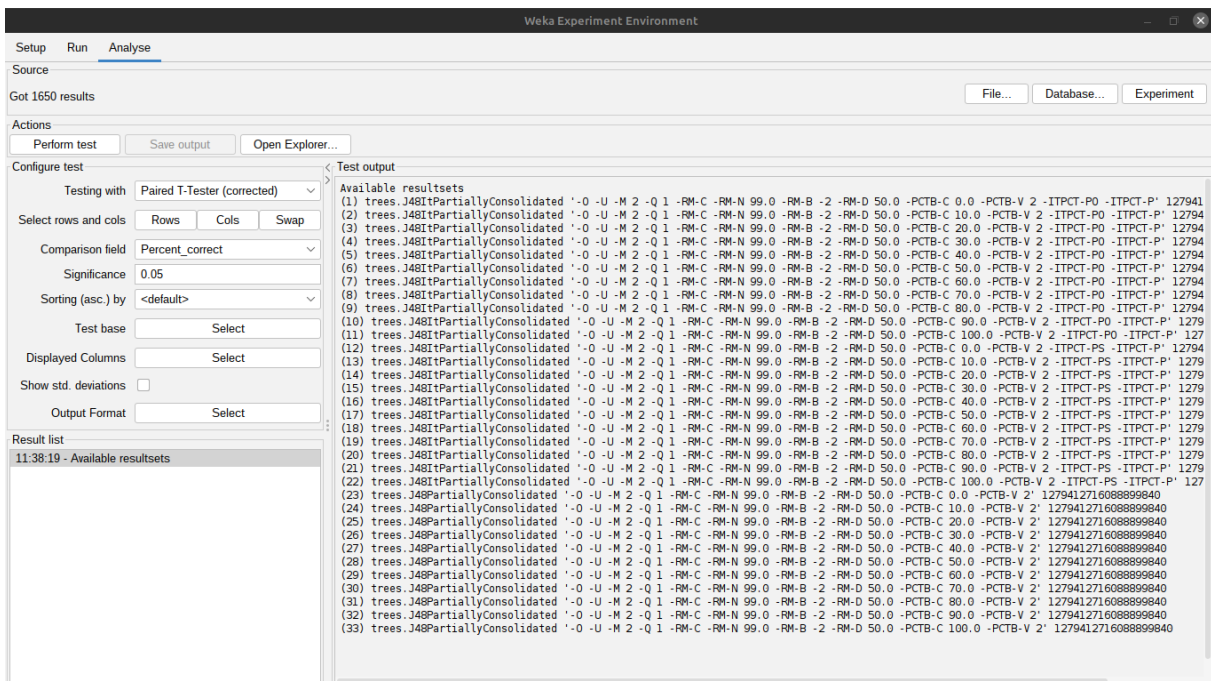 Weka Experiment Environment
Setup Run Analyse
Source
Got 1650 results
File... Database... Experiment
Actions
Perform test Save output Open Explorer...
Configure test
Testing with Paired T-Tester (corrected)
Select rows and cols Rows Cols Swap
Comparison field Percent_correct
Significance 0.05
Sorting (asc.) by <default>
Test base Select
Displayed Columns Select
Show std. deviations
Output Format Select
Result list
11:38:19 - Available resultsets
Test output
Available resultsets
(1) trees.J48ItPartiallyConsolidated '-O -U -M 2 -Q 1 -RM-C -RM-N 99.0 -RM-B -2 -RM-D 50.0 -PCTB-C 0.0 -PCTB-V 2 -ITPCT-PO -ITPCT-P' 127941
(2) trees.J48ItPartiallyConsolidated '-O -U -M 2 -Q 1 -RM-C -RM-N 99.0 -RM-B -2 -RM-D 50.0 -PCTB-C 10.0 -PCTB-V 2 -ITPCT-PO -ITPCT-P' 12794
(3) trees.J48ItPartiallyConsolidated '-O -U -M 2 -Q 1 -RM-C -RM-N 99.0 -RM-B -2 -RM-D 50.0 -PCTB-C 20.0 -PCTB-V 2 -ITPCT-PO -ITPCT-P' 12794
(4) trees.J48ItPartiallyConsolidated '-O -U -M 2 -Q 1 -RM-C -RM-N 99.0 -RM-B -2 -RM-D 50.0 -PCTB-C 30.0 -PCTB-V 2 -ITPCT-PO -ITPCT-P' 12794
(5) trees.J48ItPartiallyConsolidated '-O -U -M 2 -Q 1 -RM-C -RM-N 99.0 -RM-B -2 -RM-D 50.0 -PCTB-C 40.0 -PCTB-V 2 -ITPCT-PO -ITPCT-P' 12794
(6) trees.J48ItPartiallyConsolidated '-O -U -M 2 -Q 1 -RM-C -RM-N 99.0 -RM-B -2 -RM-D 50.0 -PCTB-C 50.0 -PCTB-V 2 -ITPCT-PO -ITPCT-P' 12794
(7) trees.J48ItPartiallyConsolidated '-O -U -M 2 -Q 1 -RM-C -RM-N 99.0 -RM-B -2 -RM-D 50.0 -PCTB-C 60.0 -PCTB-V 2 -ITPCT-PO -ITPCT-P' 12794
(8) trees.J48ItPartiallyConsolidated '-O -U -M 2 -Q 1 -RM-C -RM-N 99.0 -RM-B -2 -RM-D 50.0 -PCTB-C 70.0 -PCTB-V 2 -ITPCT-PO -ITPCT-P' 12794
(9) trees.J48ItPartiallyConsolidated '-O -U -M 2 -Q 1 -RM-C -RM-N 99.0 -RM-B -2 -RM-D 50.0 -PCTB-C 80.0 -PCTB-V 2 -ITPCT-PO -ITPCT-P' 12794
(10) trees.J48ItPartiallyConsolidated '-O -U -M 2 -Q 1 -RM-C -RM-N 99.0 -RM-B -2 -RM-D 50.0 -PCTB-C 90.0 -PCTB-V 2 -ITPCT-PO -ITPCT-P' 1279
(11) trees.J48ItPartiallyConsolidated '-O -U -M 2 -Q 1 -RM-C -RM-N 99.0 -RM-B -2 -RM-D 50.0 -PCTB-C 100.0 -PCTB-V 2 -ITPCT-PO -ITPCT-P' 127
(12) trees.J48ItPartiallyConsolidated '-O -U -M 2 -Q 1 -RM-C -RM-N 99.0 -RM-B -2 -RM-D 50.0 -PCTB-C 0.0 -PCTB-V 2 -ITPCT-PS -ITPCT-P' 12794
(13) trees.J48ItPartiallyConsolidated '-O -U -M 2 -Q 1 -RM-C -RM-N 99.0 -RM-B -2 -RM-D 50.0 -PCTB-C 10.0 -PCTB-V 2 -ITPCT-PS -ITPCT-P' 1279
(14) trees.J48ItPartiallyConsolidated '-O -U -M 2 -Q 1 -RM-C -RM-N 99.0 -RM-B -2 -RM-D 50.0 -PCTB-C 20.0 -PCTB-V 2 -ITPCT-PS -ITPCT-P' 1279
(15) trees.J48ItPartiallyConsolidated '-O -U -M 2 -Q 1 -RM-C -RM-N 99.0 -RM-B -2 -RM-D 50.0 -PCTB-C 30.0 -PCTB-V 2 -ITPCT-PS -ITPCT-P' 1279
(16) trees.J48ItPartiallyConsolidated '-O -U -M 2 -Q 1 -RM-C -RM-N 99.0 -RM-B -2 -RM-D 50.0 -PCTB-C 40.0 -PCTB-V 2 -ITPCT-PS -ITPCT-P' 1279
(17) trees.J48ItPartiallyConsolidated '-O -U -M 2 -Q 1 -RM-C -RM-N 99.0 -RM-B -2 -RM-D 50.0 -PCTB-C 50.0 -PCTB-V 2 -ITPCT-PS -ITPCT-P' 1279
(18) trees.J48ItPartiallyConsolidated '-O -U -M 2 -Q 1 -RM-C -RM-N 99.0 -RM-B -2 -RM-D 50.0 -PCTB-C 60.0 -PCTB-V 2 -ITPCT-PS -ITPCT-P' 1279
(19) trees.J48ItPartiallyConsolidated '-O -U -M 2 -Q 1 -RM-C -RM-N 99.0 -RM-B -2 -RM-D 50.0 -PCTB-C 70.0 -PCTB-V 2 -ITPCT-PS -ITPCT-P' 1279
(20) trees.J48ItPartiallyConsolidated '-O -U -M 2 -Q 1 -RM-C -RM-N 99.0 -RM-B -2 -RM-D 50.0 -PCTB-C 80.0 -PCTB-V 2 -ITPCT-PS -ITPCT-P' 1279
(21) trees.J48ItPartiallyConsolidated '-O -U -M 2 -Q 1 -RM-C -RM-N 99.0 -RM-B -2 -RM-D 50.0 -PCTB-C 90.0 -PCTB-V 2 -ITPCT-PS -ITPCT-P' 1279
(22) trees.J48ItPartiallyConsolidated '-O -U -M 2 -Q 1 -RM-C -RM-N 99.0 -RM-B -2 -RM-D 50.0 -PCTB-C 100.0 -PCTB-V 2 -ITPCT-PS -ITPCT-P' 127
(23) trees.J48PartiallyConsolidated '-O -U -M 2 -Q 1 -RM-C -RM-N 99.0 -RM-B -2 -RM-D 50.0 -PCTB-C 0.0 -PCTB-V 2' 1279412716088899840
(24) trees.J48PartiallyConsolidated '-O -U -M 2 -Q 1 -RM-C -RM-N 99.0 -RM-B -2 -RM-D 50.0 -PCTB-C 10.0 -PCTB-V 2' 1279412716088899840
(25) trees.J48PartiallyConsolidated '-O -U -M 2 -Q 1 -RM-C -RM-N 99.0 -RM-B -2 -RM-D 50.0 -PCTB-C 20.0 -PCTB-V 2' 1279412716088899840
(26) trees.J48PartiallyConsolidated '-O -U -M 2 -Q 1 -RM-C -RM-N 99.0 -RM-B -2 -RM-D 50.0 -PCTB-C 30.0 -PCTB-V 2' 1279412716088899840
(27) trees.J48PartiallyConsolidated '-O -U -M 2 -Q 1 -RM-C -RM-N 99.0 -RM-B -2 -RM-D 50.0 -PCTB-C 40.0 -PCTB-V 2' 1279412716088899840
(28) trees.J48PartiallyConsolidated '-O -U -M 2 -Q 1 -RM-C -RM-N 99.0 -RM-B -2 -RM-D 50.0 -PCTB-C 50.0 -PCTB-V 2' 1279412716088899840
(29) trees.J48PartiallyConsolidated '-O -U -M 2 -Q 1 -RM-C -RM-N 99.0 -RM-B -2 -RM-D 50.0 -PCTB-C 60.0 -PCTB-V 2' 1279412716088899840
(30) trees.J48PartiallyConsolidated '-O -U -M 2 -Q 1 -RM-C -RM-N 99.0 -RM-B -2 -RM-D 50.0 -PCTB-C 70.0 -PCTB-V 2' 1279412716088899840
(31) trees.J48PartiallyConsolidated '-O -U -M 2 -Q 1 -RM-C -RM-N 99.0 -RM-B -2 -RM-D 50.0 -PCTB-C 80.0 -PCTB-V 2' 1279412716088899840
(32) trees.J48PartiallyConsolidated '-O -U -M 2 -Q 1 -RM-C -RM-N 99.0 -RM-B -2 -RM-D 50.0 -PCTB-C 90.0 -PCTB-V 2' 1279412716088899840
(33) trees.J48PartiallyConsolidated '-O -U -M 2 -Q 1 -RM-C -RM-N 99.0 -RM-B -2 -RM-D 50.0 -PCTB-C 100.0 -PCTB-V 2' 1279412716088899840